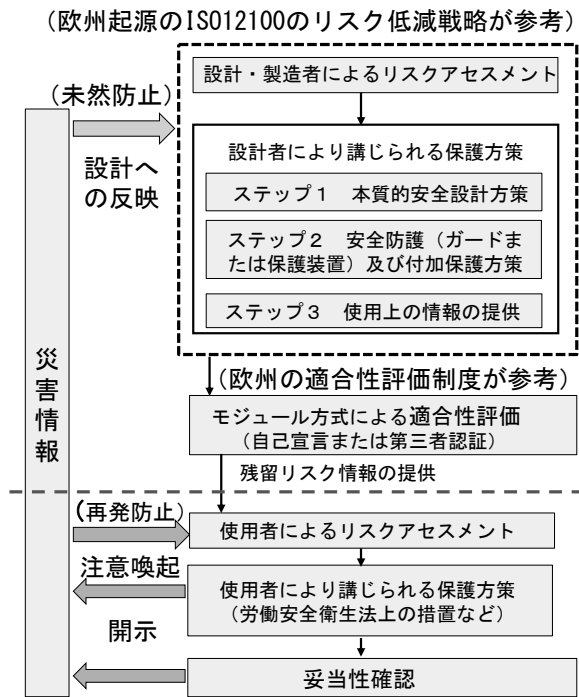 (欧州起源のISO12100のリスク低減戦略が参考)
設計・製造者によるリスクアセスメント
(未然防止)
設計へ
の反映
設計者により講じられる保護方策
ステップ1 本質的安全設計方策
ステップ2 安全防護(ガードま
たは保護装置)及び付加保護方策
ステップ3 使用上の情報の提供
災害情報
(欧州の適合性評価制度が参考)
モジュール方式による適合性評価
(自己宣言または第三者認証)
残留リスク情報の提供
(再発防止)
使用者によるリスクアセスメント
注意喚起
使用者により講じられる保護方策
(労働安全衛生法上の措置など)
開示
妥当性確認